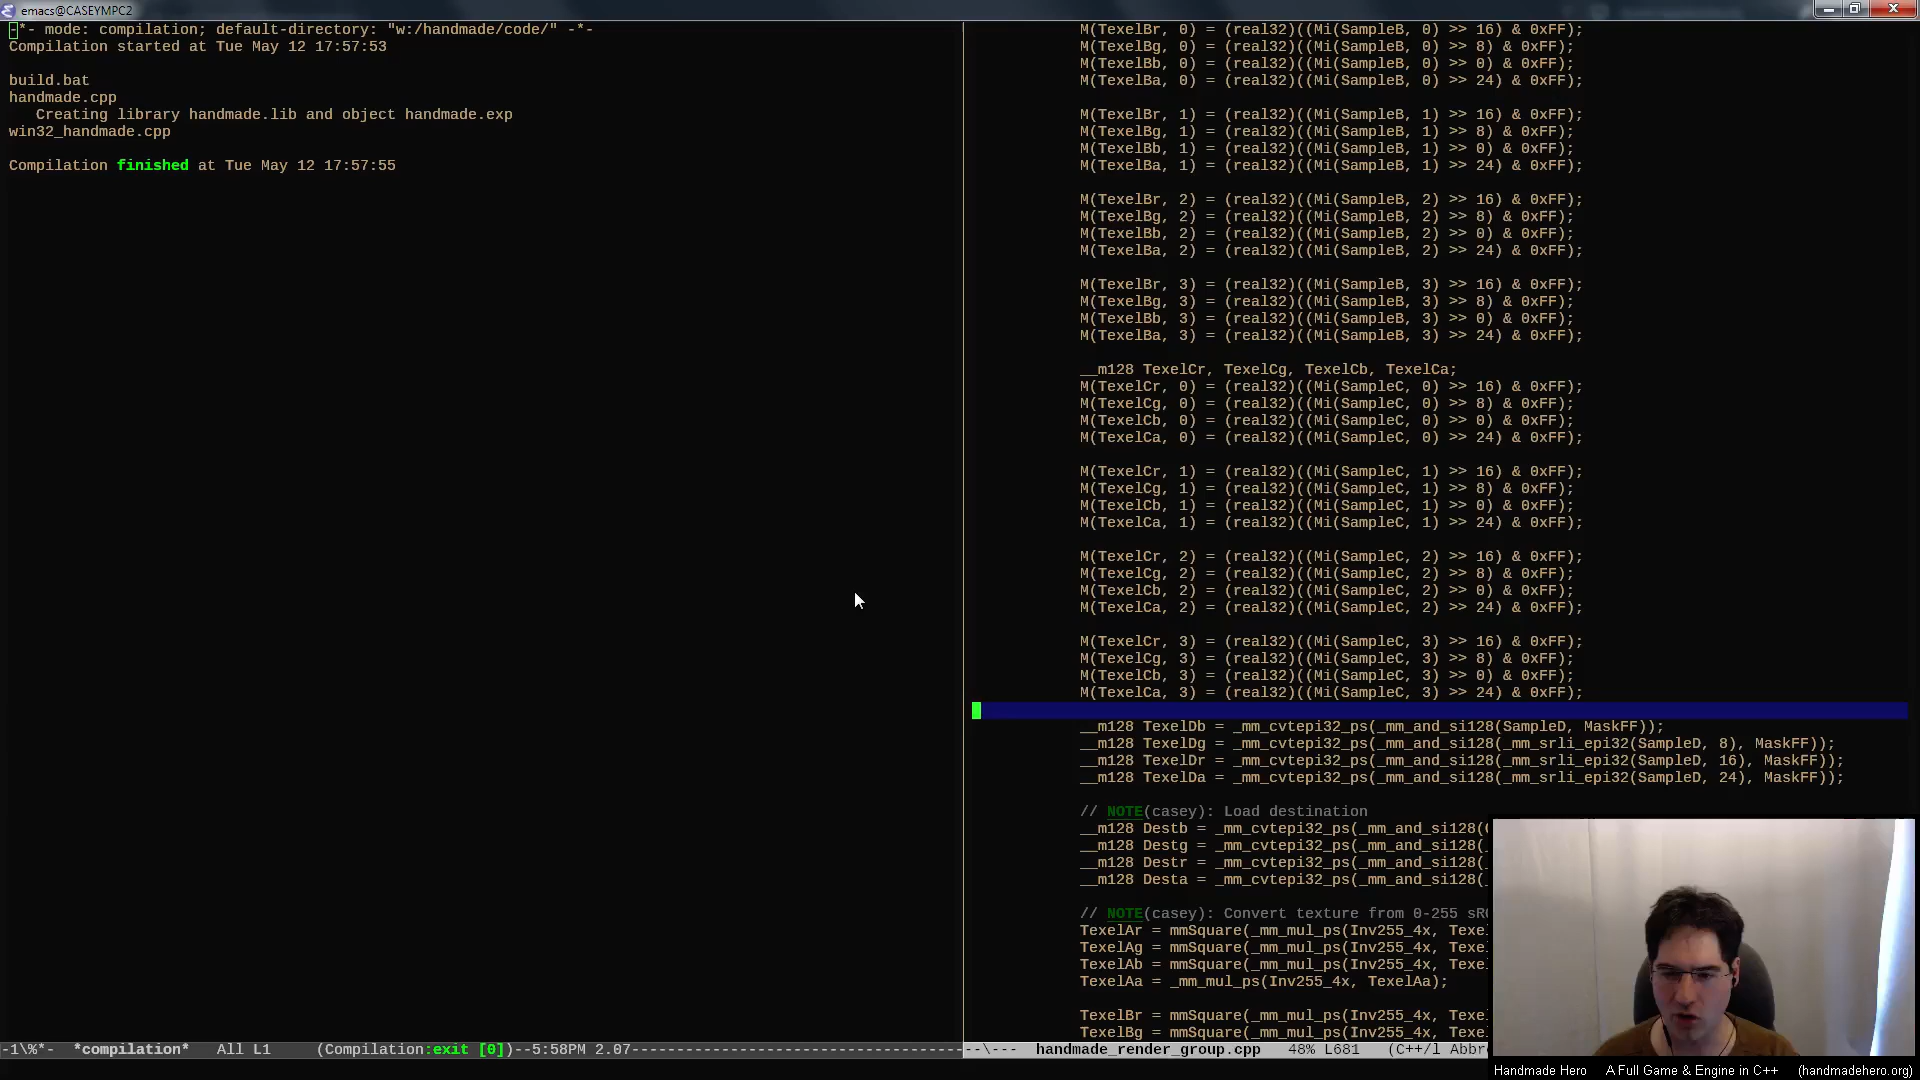 emacs@CASEYMPC2
-*- mode: compilation; default-directory: "w:/handmade/code/" -*-
Compilation started at Tue May 12 17:57:53
build.bat
handmade.cpp
Creating library handmade.lib and object handmade.exp
win32_handmade.cpp
Compilation finished at Tue May 12 17:57:55
-1\%*- *compilation* All L1 (Compilation:exit [0])--5:58PM 2.07
M(TexelBr, 0) = (real32)((Mi(SampleB, 0) >> 16) & 0xFF);
M(TexelBg, 0) = (real32)((Mi(SampleB, 0) >> 8) & 0xFF);
M(TexelBb, 0) = (real32)((Mi(SampleB, 0) >> 0) & 0xFF);
M(TexelBa, 0) = (real32)((Mi(SampleB, 0) >> 24) & 0xFF);
M(TexelBr, 1) = (real32)((Mi(SampleB, 1) >> 16) & 0xFF);
M(TexelBg, 1) = (real32)((Mi(SampleB, 1) >> 8) & 0xFF);
M(TexelBb, 1) = (real32)((Mi(SampleB, 1) >> 0) & 0xFF);
M(TexelBa, 1) = (real32)((Mi(SampleB, 1) >> 24) & 0xFF);
M(TexelBr, 2) = (real32)((Mi(SampleB, 2) >> 16) & 0xFF);
M(TexelBg, 2) = (real32)((Mi(SampleB, 2) >> 8) & 0xFF);
M(TexelBb, 2) = (real32)((Mi(SampleB, 2) >> 0) & 0xFF);
M(TexelBa, 2) = (real32)((Mi(SampleB, 2) >> 24) & 0xFF);
M(TexelBr, 3) = (real32)((Mi(SampleB, 3) >> 16) & 0xFF);
M(TexelBg, 3) = (real32)((Mi(SampleB, 3) >> 8) & 0xFF);
M(TexelBb, 3) = (real32)((Mi(SampleB, 3) >> 0) & 0xFF);
M(TexelBa, 3) = (real32)((Mi(SampleB, 3) >> 24) & 0xFF);
__m128 TexelCr, TexelCg, TexelCb, TexelCa;
M(TexelCr, 0) = (real32)((Mi(SampleC, 0) >> 16) & 0xFF);
M(TexelCg, 0) = (real32)((Mi(SampleC, 0) >> 8) & 0xFF);
M(TexelCb, 0) = (real32)((Mi(SampleC, 0) >> 0) & 0xFF);
M(TexelCa, 0) = (real32)((Mi(SampleC, 0) >> 24) & 0xFF);
M(TexelCr, 1) = (real32)((Mi(SampleC, 1) >> 16) & 0xFF);
M(TexelCg, 1) = (real32)((Mi(SampleC, 1) >> 8) & 0xFF);
M(TexelCb, 1) = (real32)((Mi(SampleC, 1) >> 0) & 0xFF);
M(TexelCa, 1) = (real32)((Mi(SampleC, 1) >> 24) & 0xFF);
M(TexelCr, 2) = (real32)((Mi(SampleC, 2) >> 16) & 0xFF);
M(TexelCg, 2) = (real32)((Mi(SampleC, 2) >> 8) & 0xFF);
M(TexelCb, 2) = (real32)((Mi(SampleC, 2) >> 0) & 0xFF);
M(TexelCa, 2) = (real32)((Mi(SampleC, 2) >> 24) & 0xFF);
M(TexelCr, 3) = (real32)((Mi(SampleC, 3) >> 16) & 0xFF);
M(TexelCg, 3) = (real32)((Mi(SampleC, 3) >> 8) & 0xFF);
M(TexelCb, 3) = (real32)((Mi(SampleC, 3) >> 0) & 0xFF);
M(TexelCa, 3) = (real32)((Mi(SampleC, 3) >> 24) & 0xFF);
__m128 TexelDb = _mm_cvtepi32_ps(_mm_and_si128(SampleD, MaskFF));
__m128 TexelDg = _mm_cvtepi32_ps(_mm_and_si128(_mm_srli_epi32(SampleD, 8), MaskFF));
__m128 TexelDr = _mm_cvtepi32_ps(_mm_and_si128(_mm_srli_epi32(SampleD, 16), MaskFF));
__m128 TexelDa = _mm_cvtepi32_ps(_mm_and_si128(_mm_srli_epi32(SampleD, 24), MaskFF));
// NOTE(casey): Load destination
__m128 Destb = _mm_cvtepi32_ps(_mm_and_si128(
__m128 Destg = _mm_cvtepi32_ps(_mm_and_si128(
__m128 Destr = _mm_cvtepi32_ps(_mm_and_si128(
__m128 Desta = _mm_cvtepi32_ps(_mm_and_si128(
// NOTE(casey): Convert texture from 0-255 sR
TexelAr = mmSquare(_mm_mul_ps(Inv255_4x, Texe
TexelAg = mmSquare(_mm_mul_ps(Inv255_4x, Texe
TexelAb = mmSquare(_mm_mul_ps(Inv255_4x, Texe
TexelAa = _mm_mul_ps(Inv255_4x, TexelAa);
TexelBr = mmSquare(_mm_mul_ps(Inv255_4x, Texe
TexelBg = mmSquare(_mm_mul_ps(Inv255_4x, Texe
--\--- handmade_render_group.cpp 48% L681 (C++/l Abbr
Handmade Hero A Full Game & Engine in C++ (handmadehero.org)